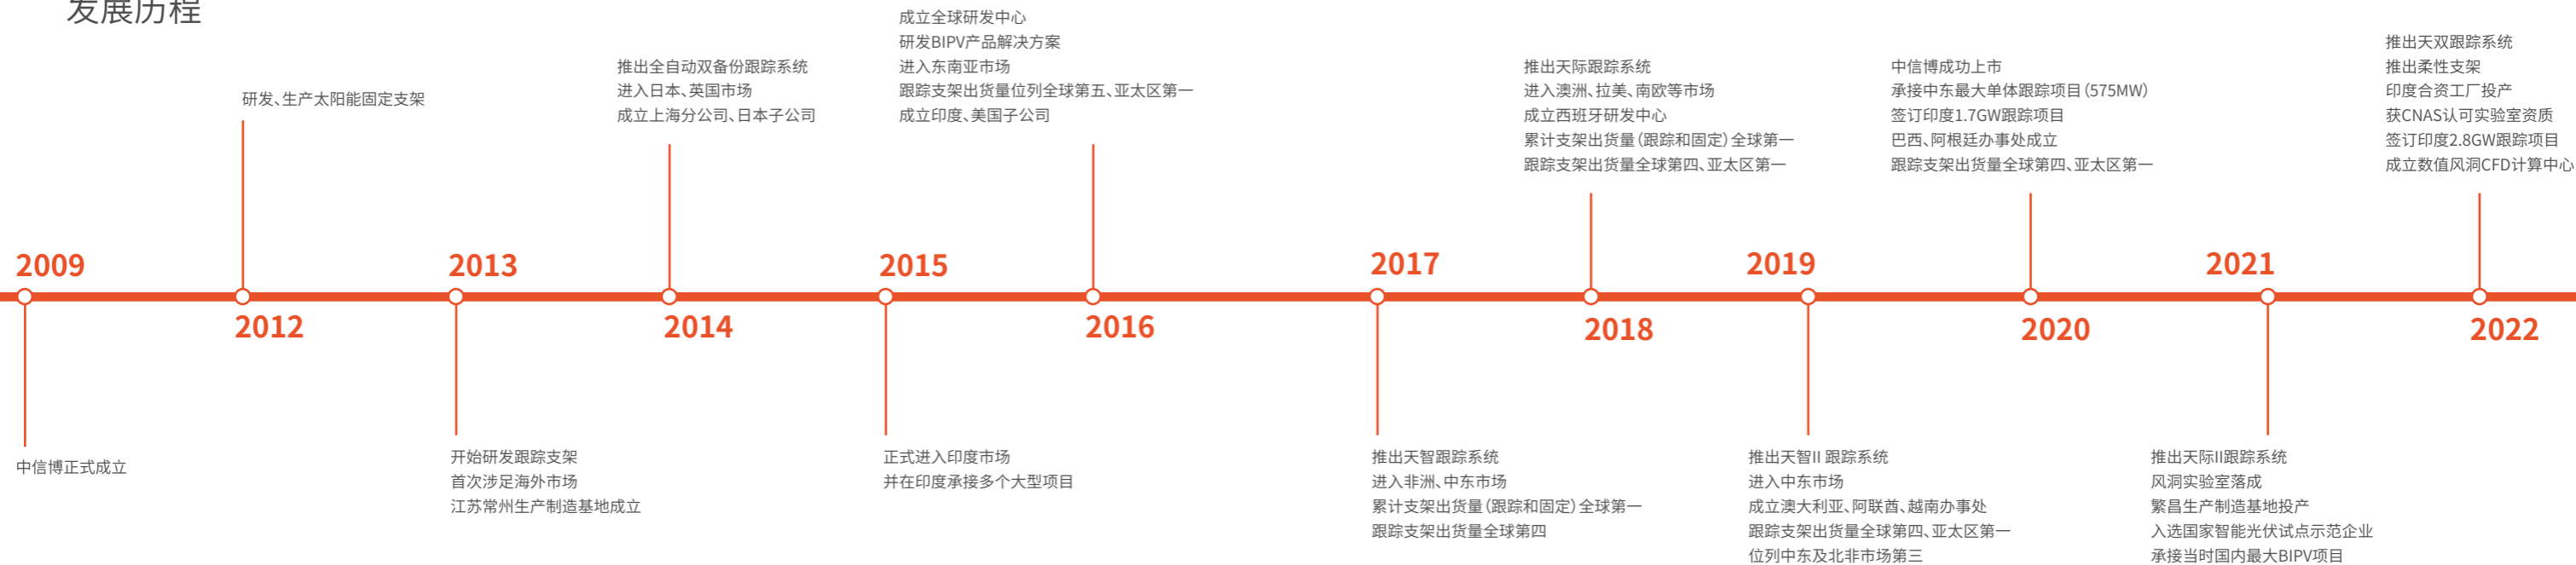 发展历程
2009
中信博正式成立
研发、生产太阳能固定支架
2012
2013
开始研发跟踪支架
首次涉足海外市场
江苏常州生产制造基地成立
推出全自动双备份跟踪系统
进入日本、英国市场
成立上海分公司、日本子公司
2014
2015
正式进入印度市场
并在印度承接多个大型项目
成立全球研发中心
研发BIPV产品解决方案
进入东南亚市场
跟踪支架出货量位列全球第五、亚太区第一
成立印度、美国子公司
2016
2017
推出天智跟踪系统
进入非洲、中东市场
累计支架出货量（跟踪和固定）全球第一
跟踪支架出货量全球第四
推出天际跟踪系统
进入澳洲、拉美、南欧等市场
成立西班牙研发中心
累计支架出货量（跟踪和固定）全球第一
跟踪支架出货量全球第四、亚太区第一
2018
2019
推出天智II 跟踪系统
进入中东市场
成立澳大利亚、阿联酋、越南办事处
跟踪支架出货量全球第四、亚太区第一
位列中东及北非市场第三
中信博成功上市
承接中东最大单体跟踪项目（575MW）
签订印度1.7GW跟踪项目
巴西、阿根廷办事处成立
跟踪支架出货量全球第四、亚太区第一
2020
2021
推出天际II跟踪系统
风洞实验室落成
繁昌生产制造基地投产
入选国家智能光伏试点示范企业
承接当时国内最大BIPV项目
推出天双跟踪系统
推出柔性支架
印度合资工厂投产
获CNAS认可实验室资质
签订印度2.8GW跟踪项目
成立数值风洞CFD计算中心
2022